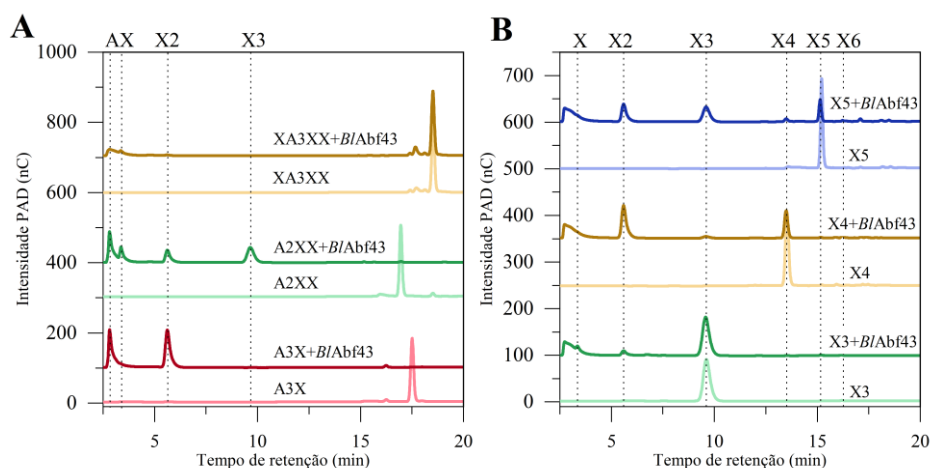 A
AX X2 X3
1000
800
600
400
200
0
Intensidade PAD (nC)
XA3XX+BlAbf43
XA3XX
A2XX+BlAbf43
A2XX
A3X+BlAbf43
A3X
5 10 15 20
Tempo de retenção (min)
B
X X2 X3 X4 X5 X6
700
600
500
400
300
200
100
0
Intensidade PAD (nC)
X5+BlAbf43
X5
X4+BlAbf43
X4
X3+BlAbf43
X3
5 10 15 20
Tempo de retenção (min)